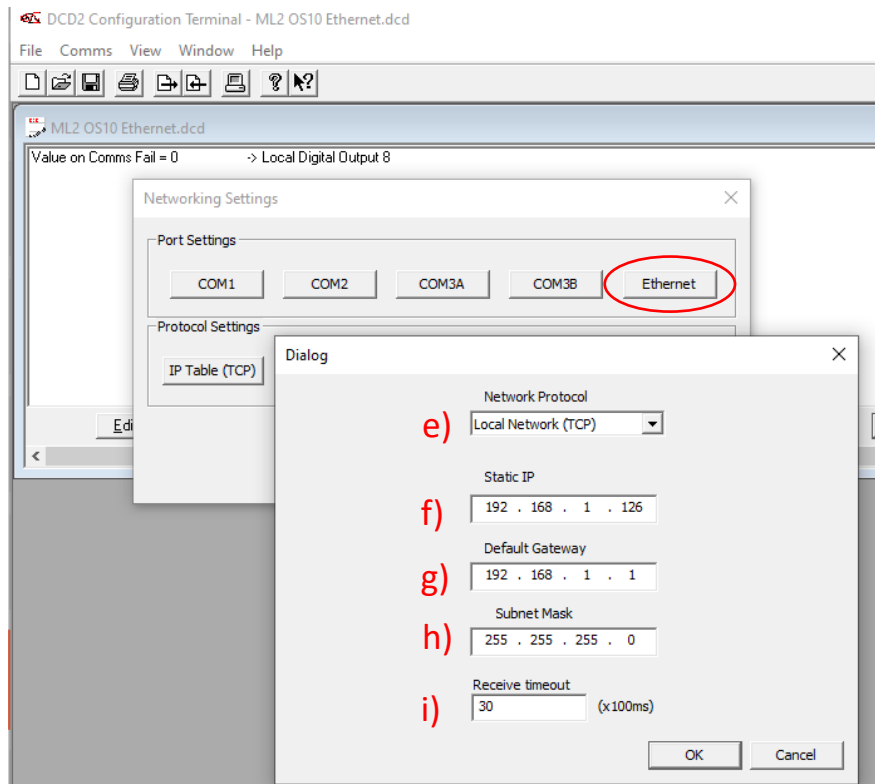 DCD2 Configuration Terminal - ML2 OS10 Ethernet.dcd
File Comms View Window Help
ML2 OS10 Ethernet.dcd
Value on Comms Fail = 0 -> Local Digital Output 8
Networking Settings
Port Settings
COM1 COM2 COM3A COM3B Ethernet
Protocol Settings
IP Table (TCP)
Edi
Dialog
Network Protocol
e) Local Network (TCP)
Static IP
f) 192 . 168 . 1 . 126
Default Gateway
g) 192 . 168 . 1 . 1
Subnet Mask
h) 255 . 255 . 255 . 0
Receive timeout
i) 30 (x100ms)
OK Cancel